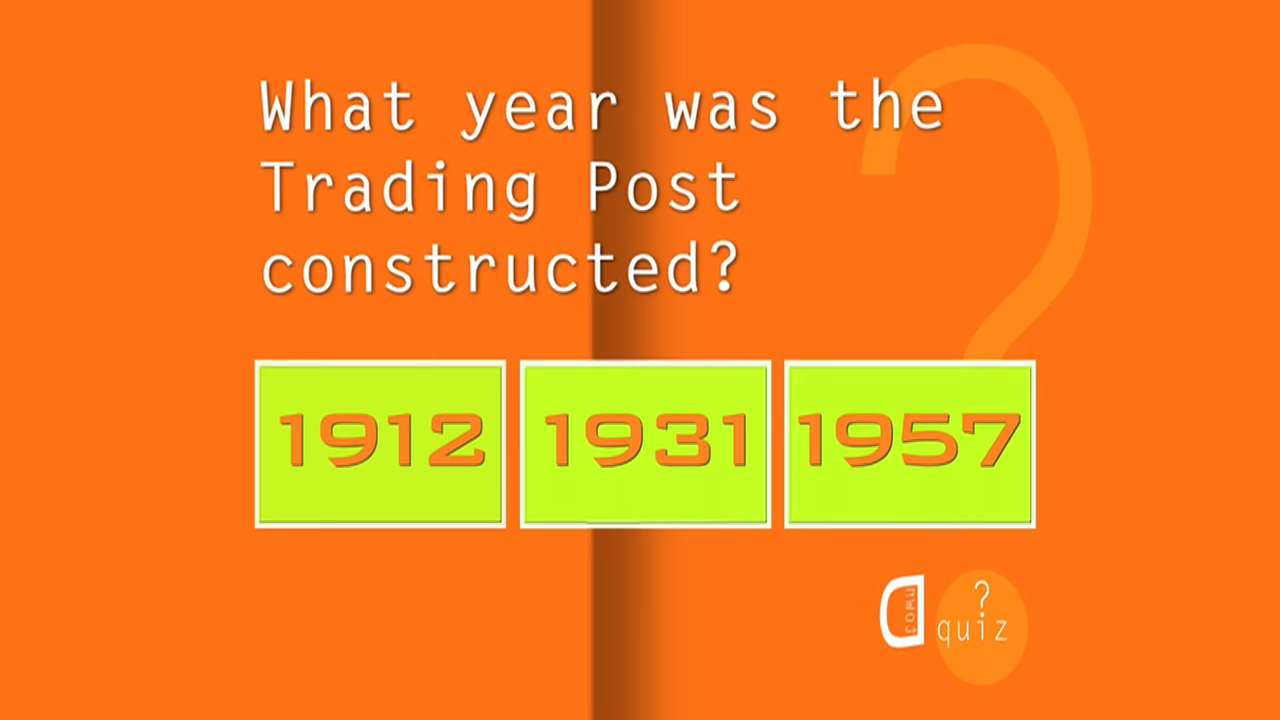 What year was the
Trading Post
constructed?
1912 1931 1957
?
quiz